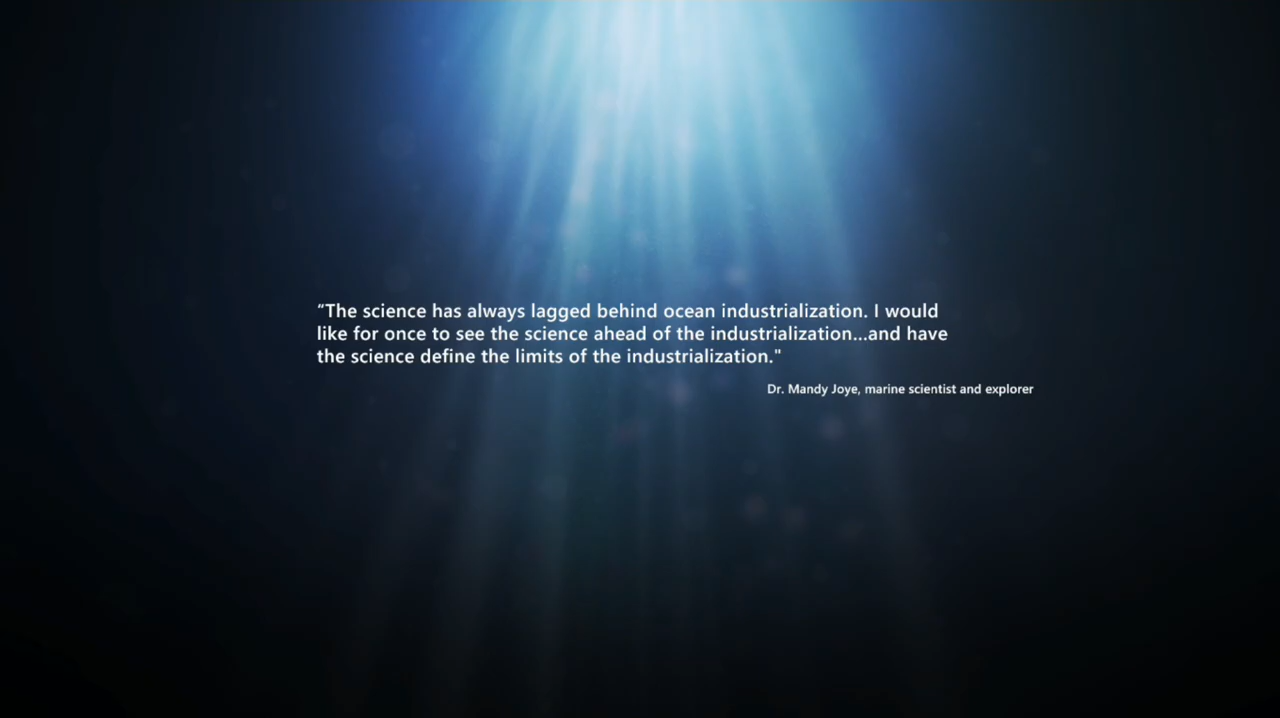 “The science has always lagged behind ocean industrialization. I would
like for once to see the science ahead of the industrialization...and have
the science define the limits of the industrialization."
Dr. Mandy Joye, marine scientist and explorer